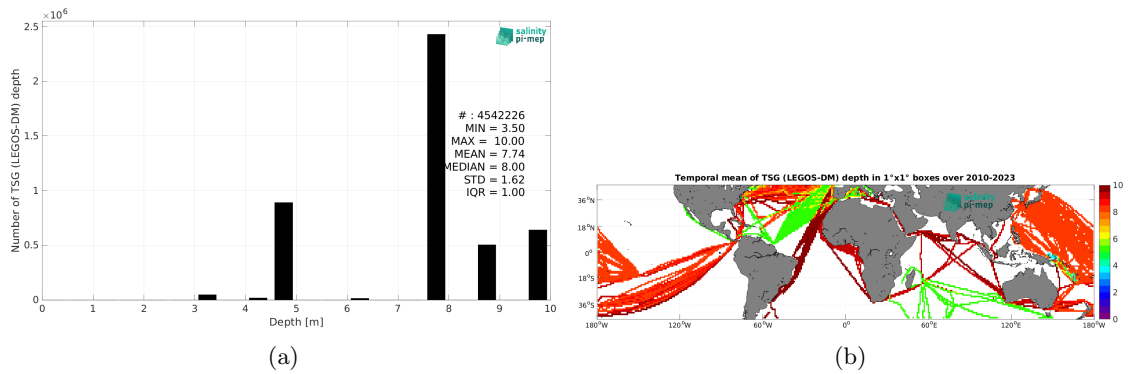 ×10⁶
2.5
2
1.5
1
0.5
0
Number of TSG (LEGOS-DM) depth
salinity
pi-mep
# : 4542226
MIN = 3.50
MAX = 10.00
MEAN = 7.74
MEDIAN = 8.00
STD = 1.62
IQR = 1.00
0 1 2 3 4 5 6 7 8 9 10
Depth [m]
(a)
Temporal mean of TSG (LEGOS-DM) depth in 1°x1° boxes over 2010-2023
salinity
pi-mep
36°N
18°N
0°
18°S
36°S
180°W 120°W 60°W 0° 60°E 120°E 180°W
10
8
6
4
2
0
(b)